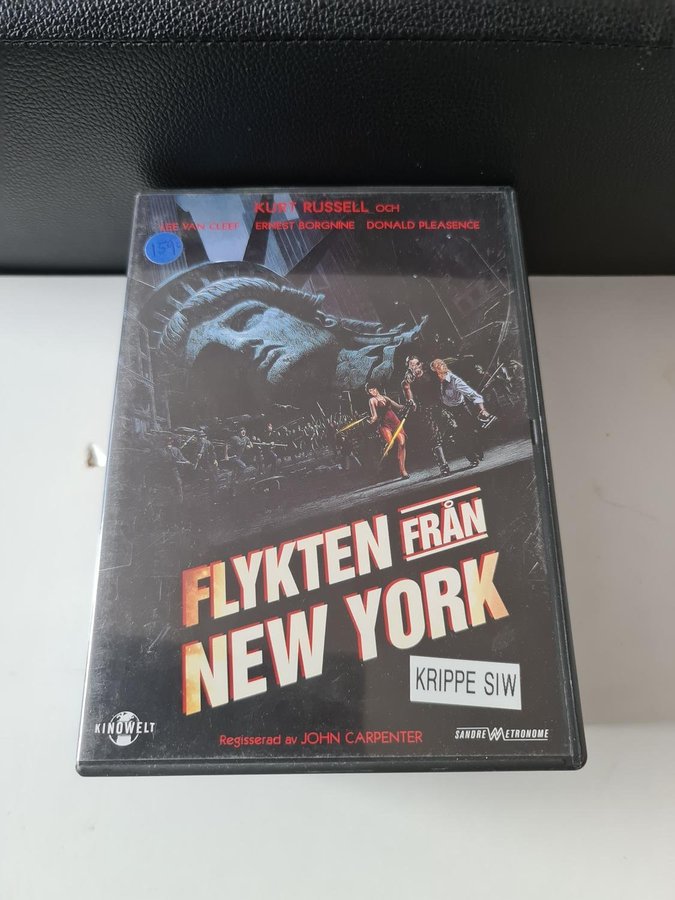 KURT RUSSELL OCH
LEE VAN CLEEF ERNEST BORGNINE DONALD PLEASENCE
159:-
FLYKTEN FRÅN
NEW YORK
KRIPPE SIW
KINOWELT
Regisserad av JOHN CARPENTER
SANDREW METRONOME